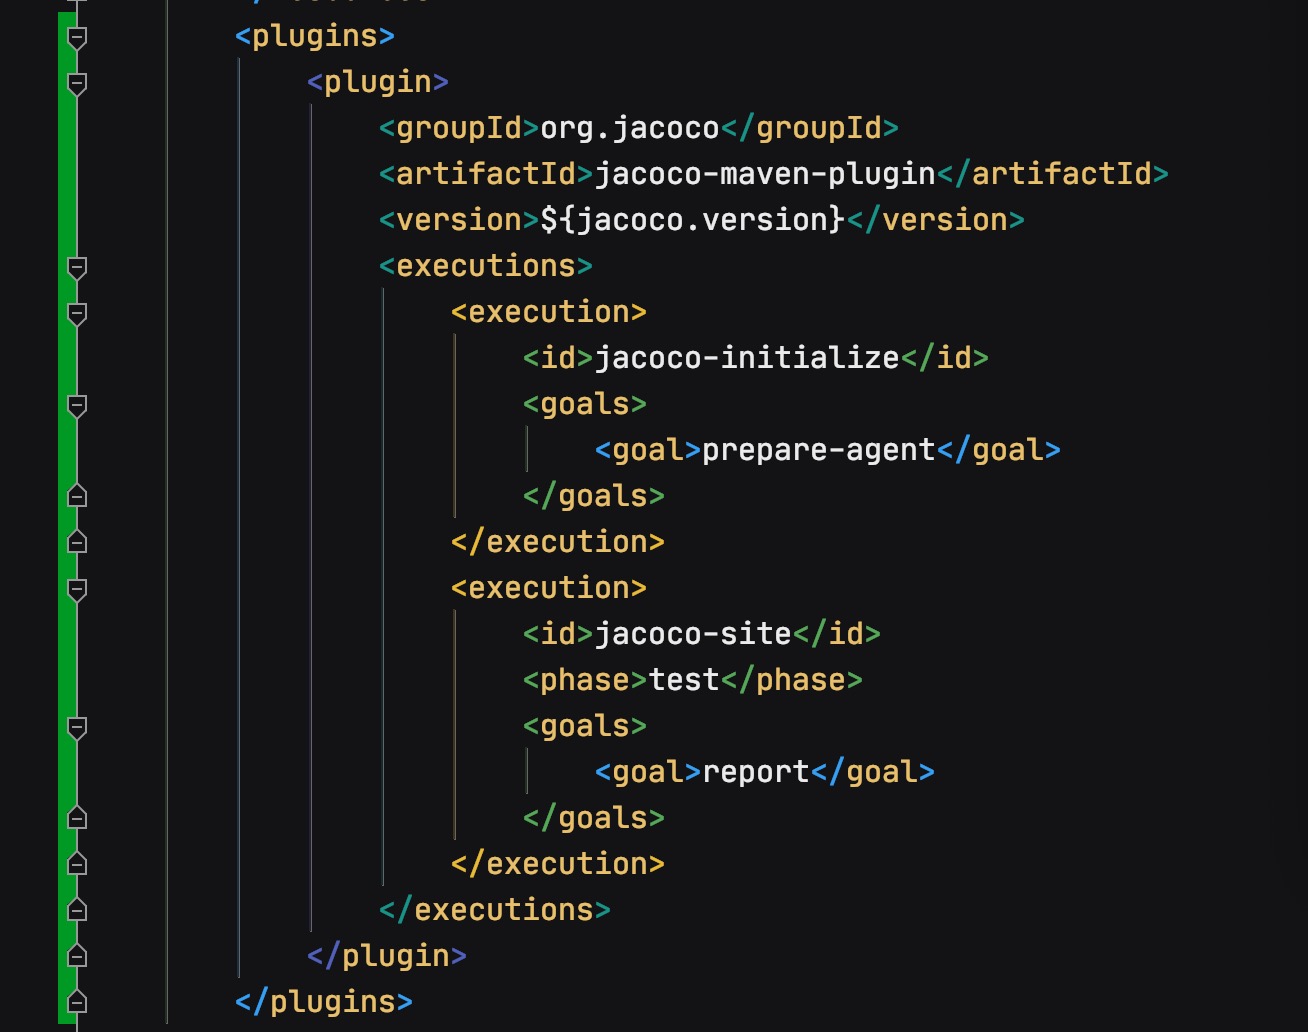 <plugins>
<plugin>
<groupId>org.jacoco</groupId>
<artifactId>jacoco-maven-plugin</artifactId>
<version>${jacoco.version}</version>
<executions>
<execution>
<id>jacoco-initialize</id>
<goals>
<goal>prepare-agent</goal>
</goals>
</execution>
<execution>
<id>jacoco-site</id>
<phase>test</phase>
<goals>
<goal>report</goal>
</goals>
</execution>
</executions>
</plugin>
</plugins>